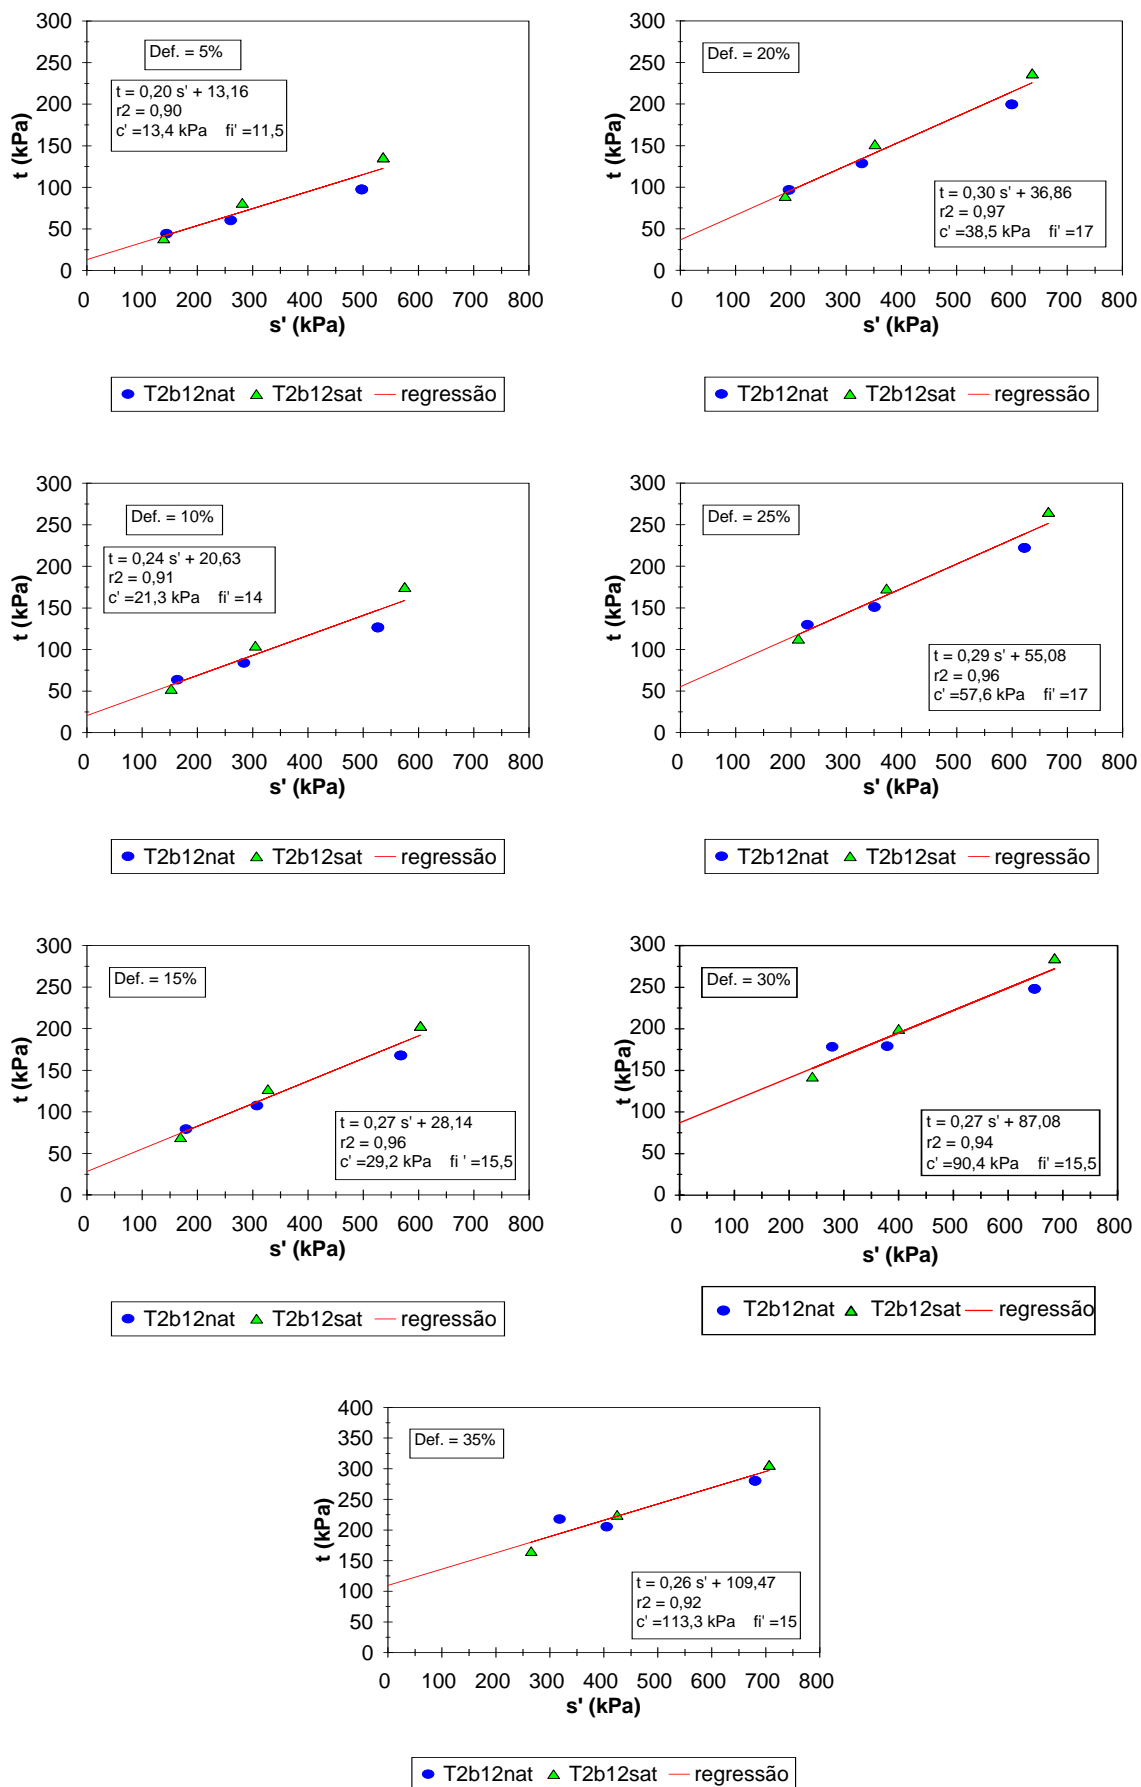 300
250
200
150
100
50
0
t (kPa)
Def. = 5%
t = 0,20 s' + 13,16
r2 = 0,90
c' =13,4 kPa fi' =11,5
0 100 200 300 400 500 600 700 800
s' (kPa)
T2b12nat T2b12sat regressão
300
250
200
150
100
50
0
t (kPa)
Def. = 20%
t = 0,30 s' + 36,86
r2 = 0,97
c' =38,5 kPa fi' =17
0 100 200 300 400 500 600 700 800
s' (kPa)
T2b12nat T2b12sat regressão
300
250
200
150
100
50
0
t (kPa)
Def. = 10%
t = 0,24 s' + 20,63
r2 = 0,91
c' =21,3 kPa fi' =14
0 100 200 300 400 500 600 700 800
s' (kPa)
T2b12nat T2b12sat regressão
300
250
200
150
100
50
0
t (kPa)
Def. = 25%
t = 0,29 s' + 55,08
r2 = 0,96
c' =57,6 kPa fi' =17
0 100 200 300 400 500 600 700 800
s' (kPa)
T2b12nat T2b12sat regressão
300
250
200
150
100
50
0
t (kPa)
Def. = 15%
t = 0,27 s' + 28,14
r2 = 0,96
c' =29,2 kPa fi ' =15,5
0 100 200 300 400 500 600 700 800
s' (kPa)
T2b12nat T2b12sat regressão
300
250
200
150
100
50
0
t (kPa)
Def. = 30%
t = 0,27 s' + 87,08
r2 = 0,94
c' =90,4 kPa fi' =15,5
0 100 200 300 400 500 600 700 800
s' (kPa)
T2b12nat T2b12sat regressão
400
350
300
250
200
150
100
50
0
t (kPa)
Def. = 35%
t = 0,26 s' + 109,47
r2 = 0,92
c' =113,3 kPa fi' =15
0 100 200 300 400 500 600 700 800
s' (kPa)
T2b12nat T2b12sat regressão